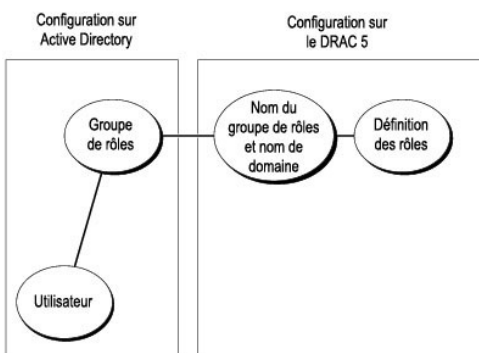 Configuration sur
Active Directory
Configuration sur
le DRAC 5
Groupe
de rôles
Nom du
groupe de rôles
et nom de
domaine
Définition
des rôles
Utilisateur